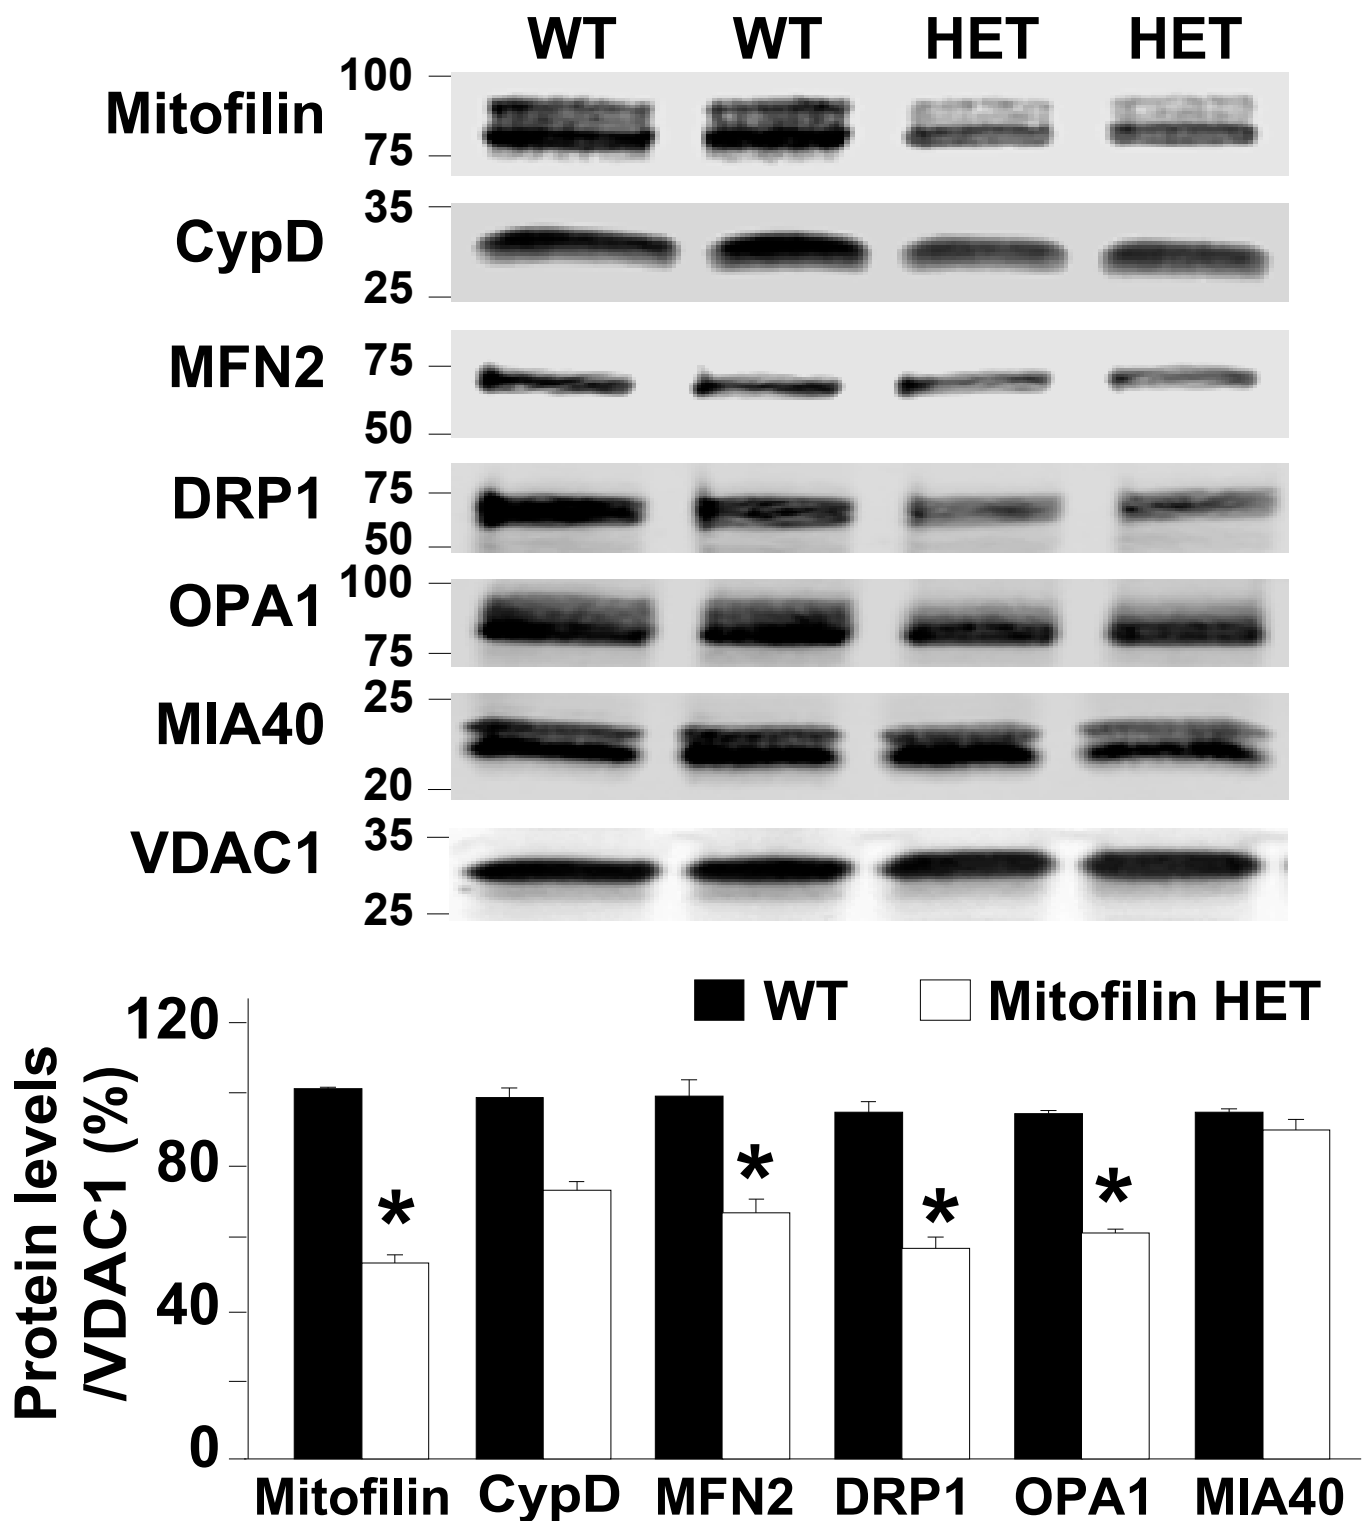 WT WT HET HET
Mitofilin 100
75
CypD 35
25
MFN2 75
50
DRP1 75
50
OPA1 100
75
MIA40 25
20
VDAC1 35
25
WT Mitofilin HET
Protein levels
/VDAC1 (%)
120
80
40
0
* * * *
Mitofilin CypD MFN2 DRP1 OPA1 MIA40